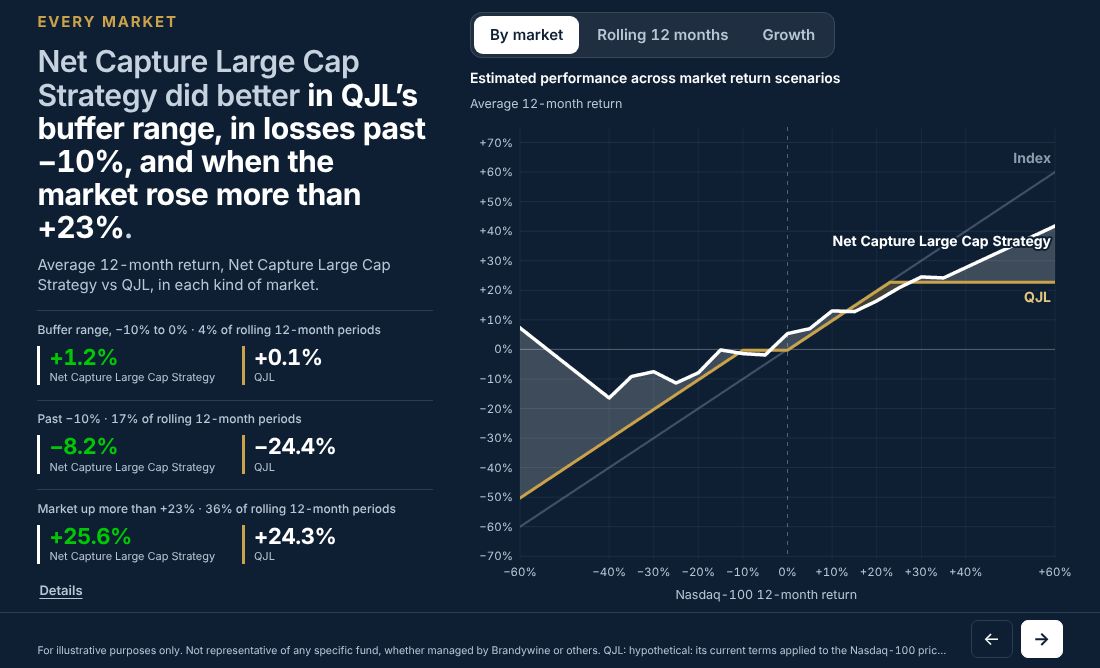 EVERY MARKET
Net Capture Large Cap
Strategy did better in QJL’s
buffer range, in losses past
−10%, and when the
market rose more than
+23%.
Average 12-month return, Net Capture Large Cap
Strategy vs QJL, in each kind of market.
Buffer range, −10% to 0% · 4% of rolling 12-month periods
+1.2%
Net Capture Large Cap Strategy
+0.1%
QJL
Past −10% · 17% of rolling 12-month periods
−8.2%
Net Capture Large Cap Strategy
−24.4%
QJL
Market up more than +23% · 36% of rolling 12-month periods
+25.6%
Net Capture Large Cap Strategy
+24.3%
QJL
Details
By market
Rolling 12 months
Growth
Estimated performance across market return scenarios
Average 12-month return
+70%
+60%
+50%
+40%
+30%
+20%
+10%
0%
−10%
−20%
−30%
−40%
−50%
−60%
−70%
Index
Net Capture Large Cap Strategy
QJL
−60% −40% −30% −20% −10% 0% +10% +20% +30% +40% +60%
Nasdaq-100 12-month return
For illustrative purposes only. Not representative of any specific fund, whether managed by Brandywine or others. QJL: hypothetical: its current terms applied to the Nasdaq-100 pric…